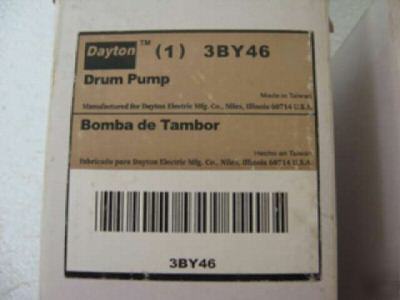 Dayton™ (1) 3BY46
Drum Pump
Made in Taiwan
Manufactured for Dayton Electric Mfg. Co., Niles, Illinois 60714 U.S.A.
Bomba de Tambor
Hecho en Taiwan
Fabricado para Dayton Electric Mfg. Co., Niles, Illinois 60714 U.S.A.
3BY46